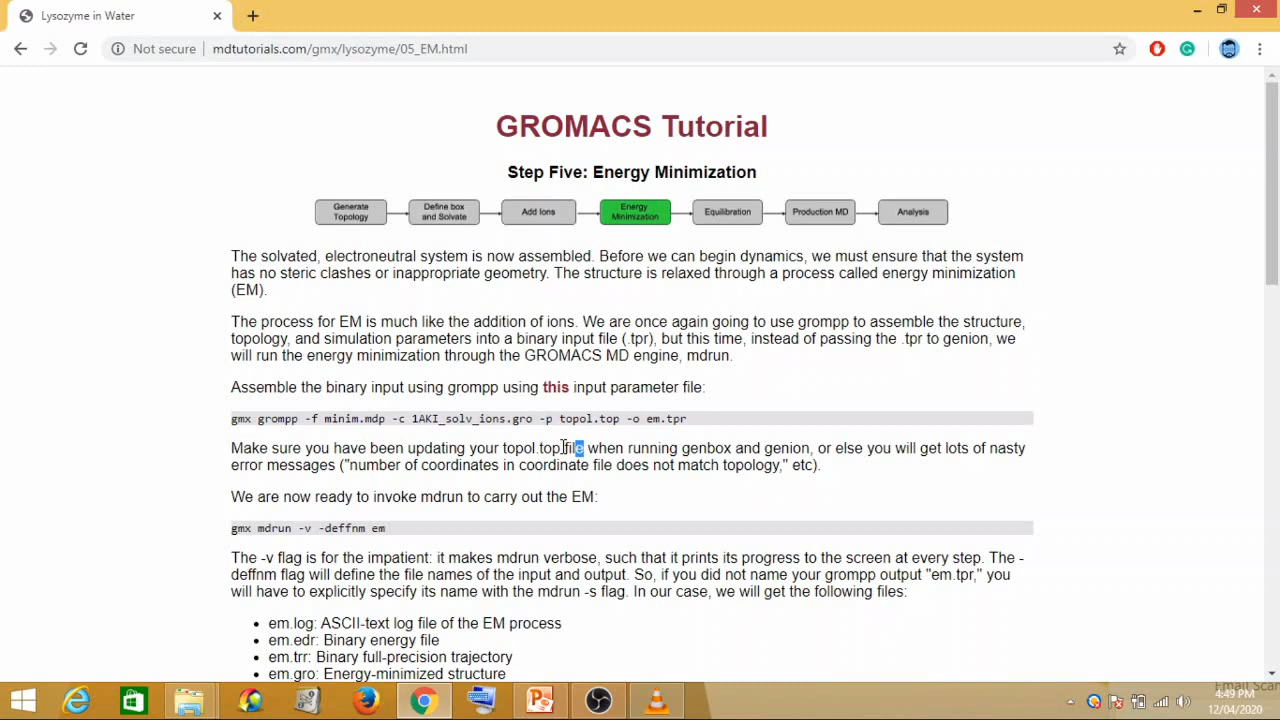 Lysozyme in Water
Not secure
mdtutorials.com/gmx/lysozyme/05_EM.html
GROMACS Tutorial
Step Five: Energy Minimization
Generate Topology
Define box and Solvate
Add Ions
Energy Minimization
Equilibration
Production MD
Analysis
The solvated, electroneutral system is now assembled. Before we can begin dynamics, we must ensure that the system
has no steric clashes or inappropriate geometry. The structure is relaxed through a process called energy minimization
(EM).
The process for EM is much like the addition of ions. We are once again going to use grompp to assemble the structure,
topology, and simulation parameters into a binary input file (.tpr), but this time, instead of passing the .tpr to genion, we
will run the energy minimization through the GROMACS MD engine, mdrun.
Assemble the binary input using grompp using this input parameter file:
gmx grompp -f minim.mdp -c 1AKI_solv_ions.gro -p topol.top -o em.tpr
Make sure you have been updating your topol.top file when running genbox and genion, or else you will get lots of nasty
error messages ("number of coordinates in coordinate file does not match topology," etc).
We are now ready to invoke mdrun to carry out the EM:
gmx mdrun -v -deffnm em
The -v flag is for the impatient: it makes mdrun verbose, such that it prints its progress to the screen at every step. The -
deffnm flag will define the file names of the input and output. So, if you did not name your grompp output "em.tpr," you
will have to explicitly specify its name with the mdrun -s flag. In our case, we will get the following files:
em.log: ASCII-text log file of the EM process
em.edr: Binary energy file
em.trr: Binary full-precision trajectory
em.gro: Energy-minimized structure
4:49 PM
12/04/2020